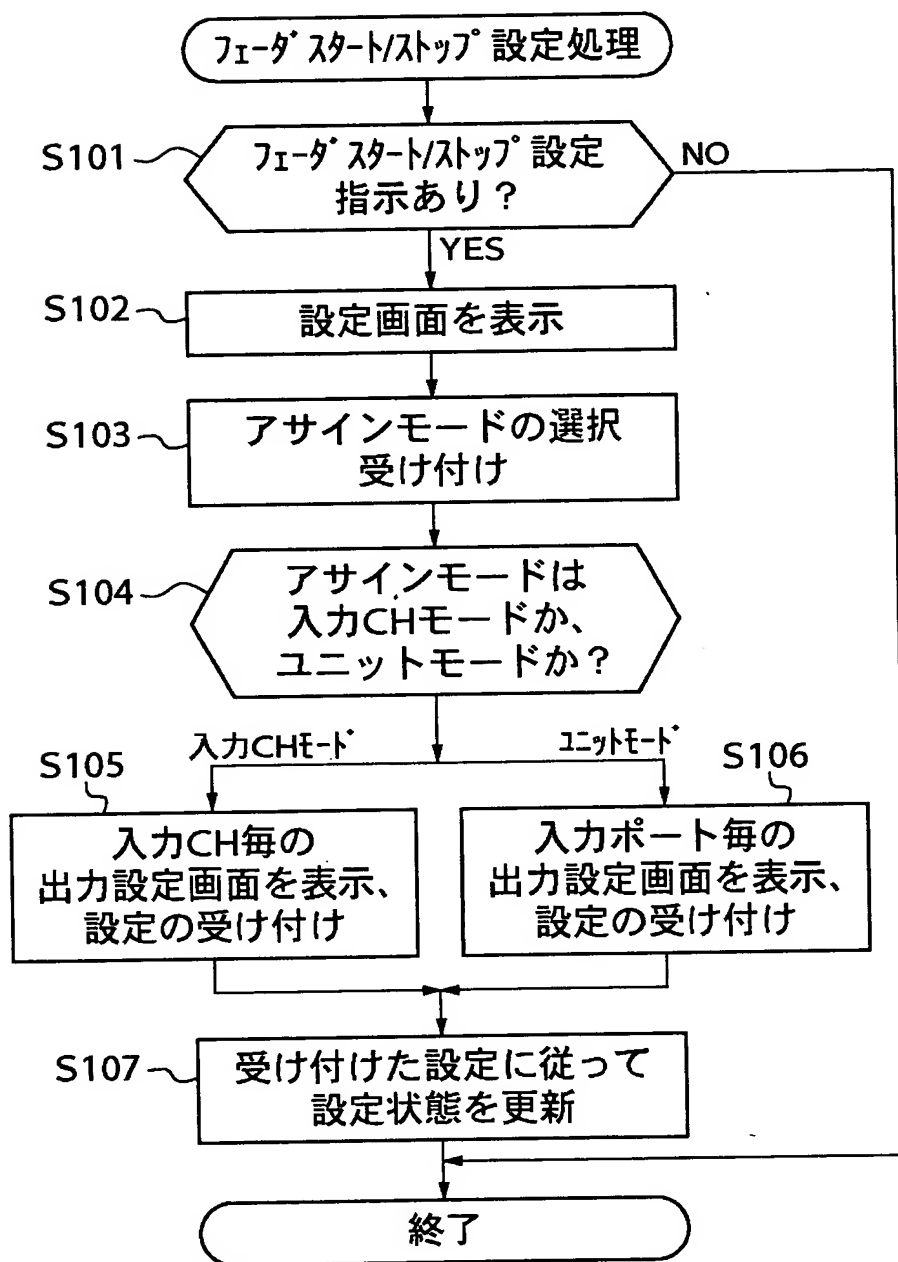 フェーダスタート/ストップ設定処理
S101
フェーダスタート/ストップ設定
指示あり？
NO
YES
S102
設定画面を表示
S103
アサインモードの選択
受け付け
S104
アサインモードは
入力CHモードか、
ユニットモードか？
入力CHモード
ユニットモード
S105
入力CH毎の
出力設定画面を表示、
設定の受け付け
S106
入力ポート毎の
出力設定画面を表示、
設定の受け付け
S107
受け付けた設定に従って
設定状態を更新
終了